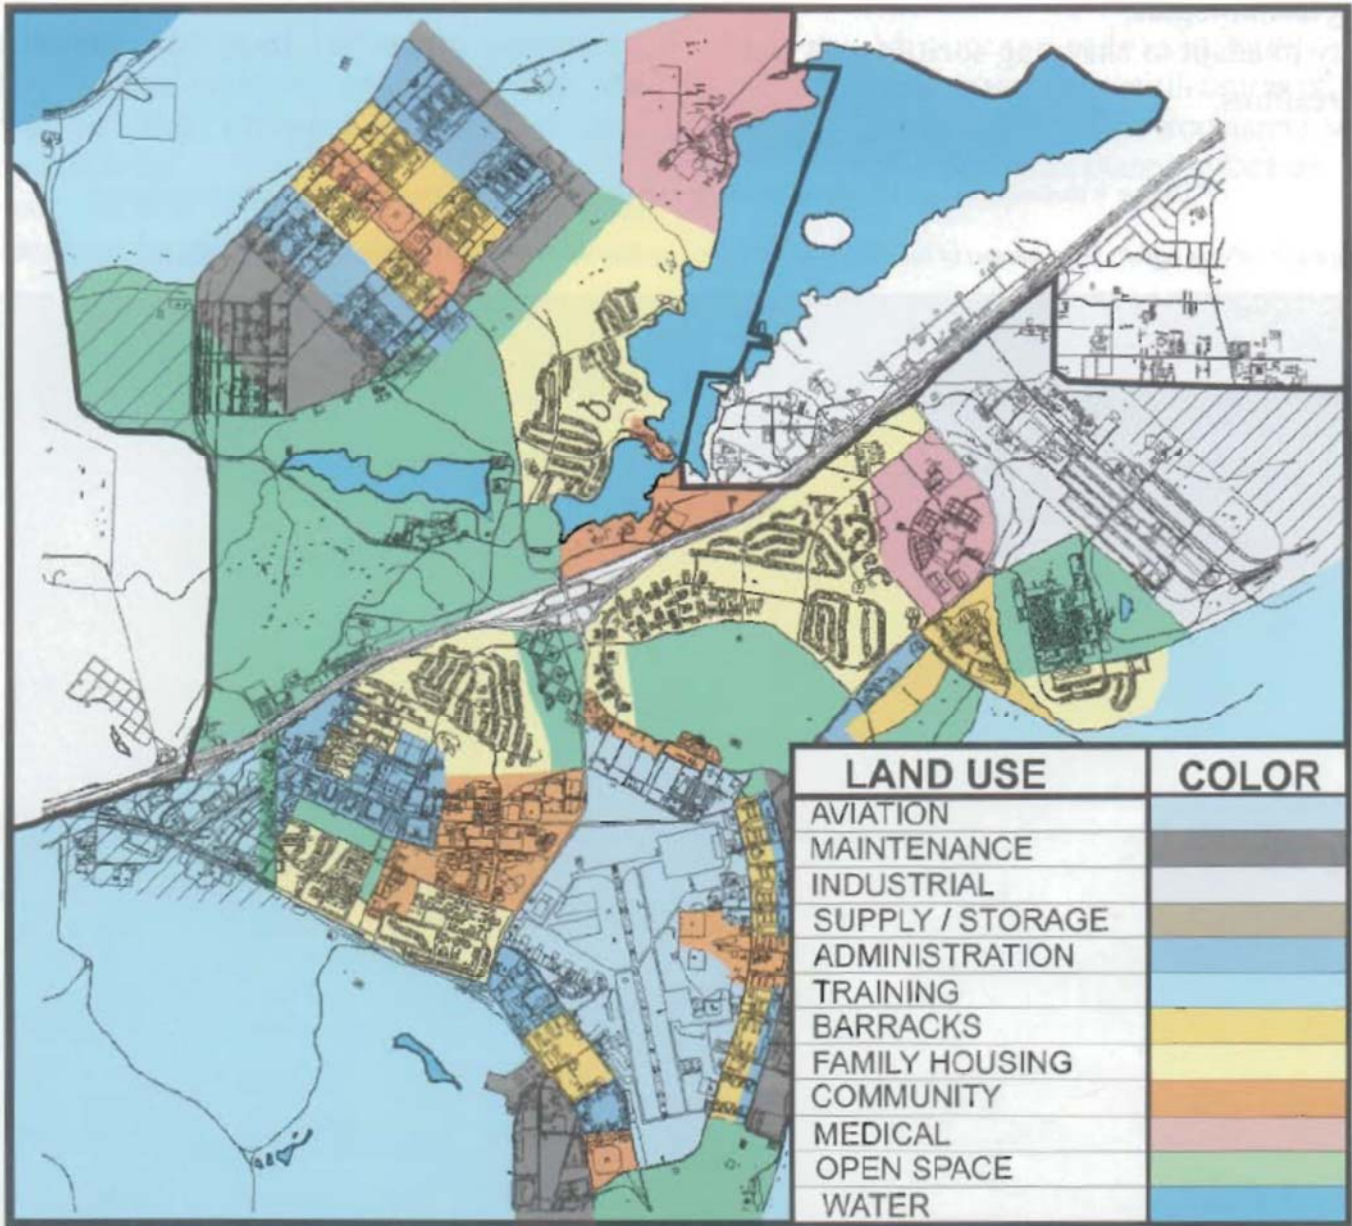 LAND USE COLOR
AVIATION
MAINTENANCE
INDUSTRIAL
SUPPLY / STORAGE
ADMINISTRATION
TRAINING
BARRACKS
FAMILY HOUSING
COMMUNITY
MEDICAL
OPEN SPACE
WATER